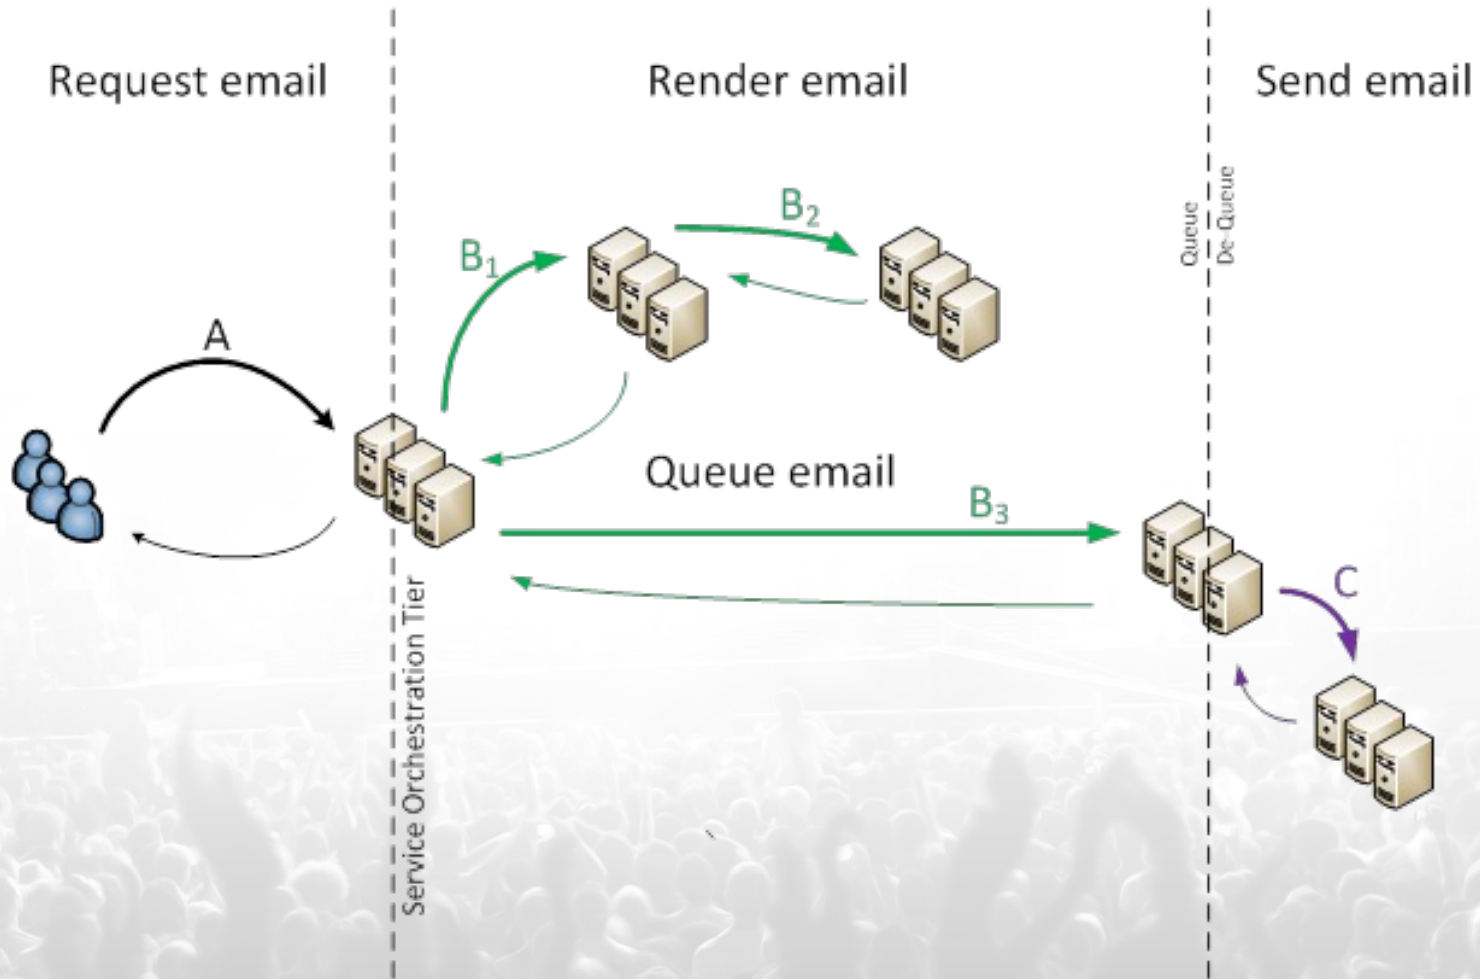 Request email
Render email
Send email
Queue
De-Queue
B2
B1
A
Queue email
B3
C
Service Orchestration Tier